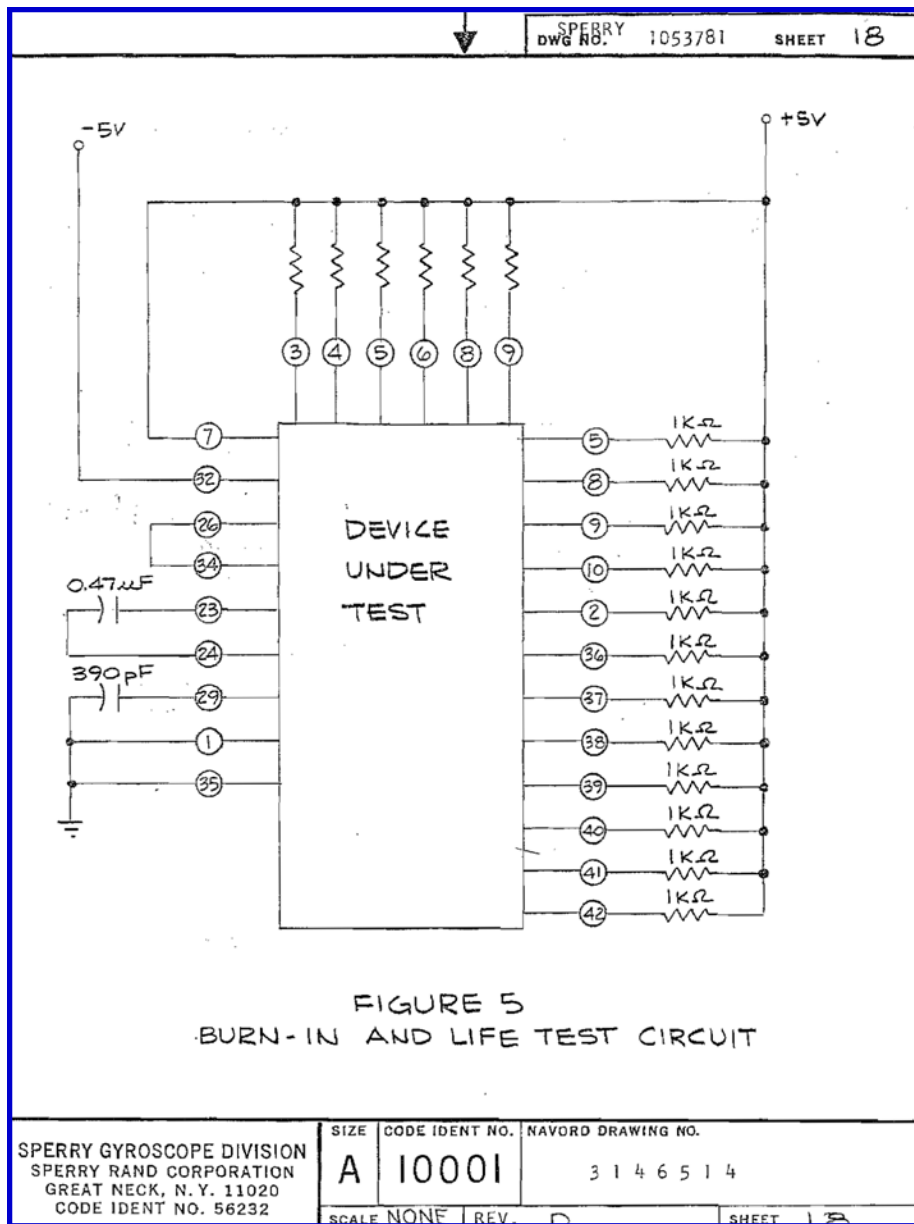 SPERRY
DWG NO. 1053781 SHEET 18
-5V
+5V
3 4 5 6 8 9
7
32
26
34
0.47µF
23
24
390pF
29
1
35
DEVICE
UNDER
TEST
5 1KΩ
8 1KΩ
9 1KΩ
10 1KΩ
2 1KΩ
36 1KΩ
37 1KΩ
38 1KΩ
39 1KΩ
40 1KΩ
41 1KΩ
42 1KΩ
FIGURE 5
BURN-IN AND LIFE TEST CIRCUIT
SPERRY GYROSCOPE DIVISION
SPERRY RAND CORPORATION
GREAT NECK, N.Y. 11020
CODE IDENT NO. 56232
SIZE
A
CODE IDENT NO.
10001
NAVORD DRAWING NO.
3146514
SCALE NONE
REV. D
SHEET 18